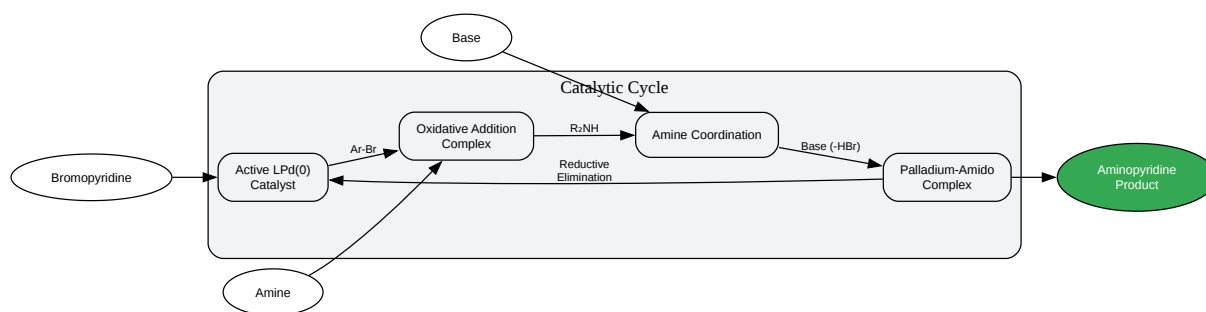 Base
Catalytic Cycle
Oxidative Addition
Complex
R₂NH
Amine Coordination
Ar-Br
Base (-HBr)
Bromopyridine
Active LPd(0)
Catalyst
Reductive
Elimination
Palladium-Amido
Complex
Aminopyridine
Product
Amine